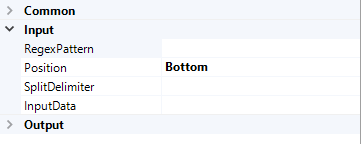 Common
Input
RegexPattern
Position Bottom
SplitDelimiter
InputData
Output